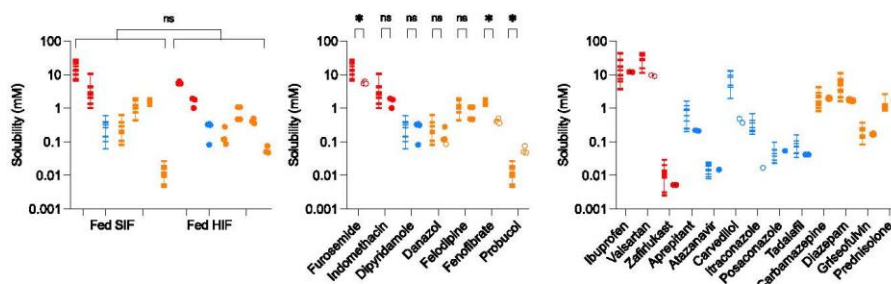 ns
Solubility (mM)
100
10
1
0.1
0.01
0.001
Fed SIF
Fed HIF
* ns ns ns ns * *
Solubility (mM)
100
10
1
0.1
0.01
0.001
Furosemide
Indomethacin
Dipyridamole
Danazol
Felodipine
Fenofibrate
Probucol
Solubility (mM)
100
10
1
0.1
0.01
0.001
Ibuprofen
Valsartan
Zafirlukast
Aprepitant
Atazanavir
Carvedilol
Itraconazole
Posaconazole
Tadalafil
Carbamazepine
Diazepam
Griseofulvin
Prednisolone